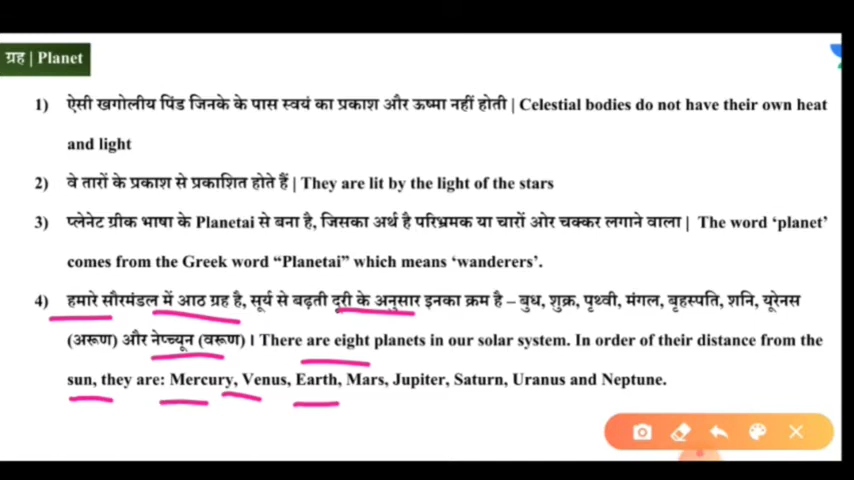 ग्रह | Planet
1) ऐसी खगोलीय पिंड जिनके के पास स्वयं का प्रकाश और ऊष्मा नहीं होती | Celestial bodies do not have their own heat
and light
2) वे तारों के प्रकाश से प्रकाशित होते हैं | They are lit by the light of the stars
3) प्लेनेट ग्रीक भाषा के Planetai से बना है, जिसका अर्थ है परिभ्रमक या चारों ओर चक्कर लगाने वाला | The word ‘planet’
comes from the Greek word “Planetai” which means ‘wanderers’.
4) हमारे सौरमंडल में आठ ग्रह है, सूर्य से बढ़ती दूरी के अनुसार इनका क्रम है – बुध, शुक्र, पृथ्वी, मंगल, बृहस्पति, शनि, यूरेनस
(अरूण) और नेप्च्यून (वरूण) । There are eight planets in our solar system. In order of their distance from the
sun, they are: Mercury, Venus, Earth, Mars, Jupiter, Saturn, Uranus and Neptune.